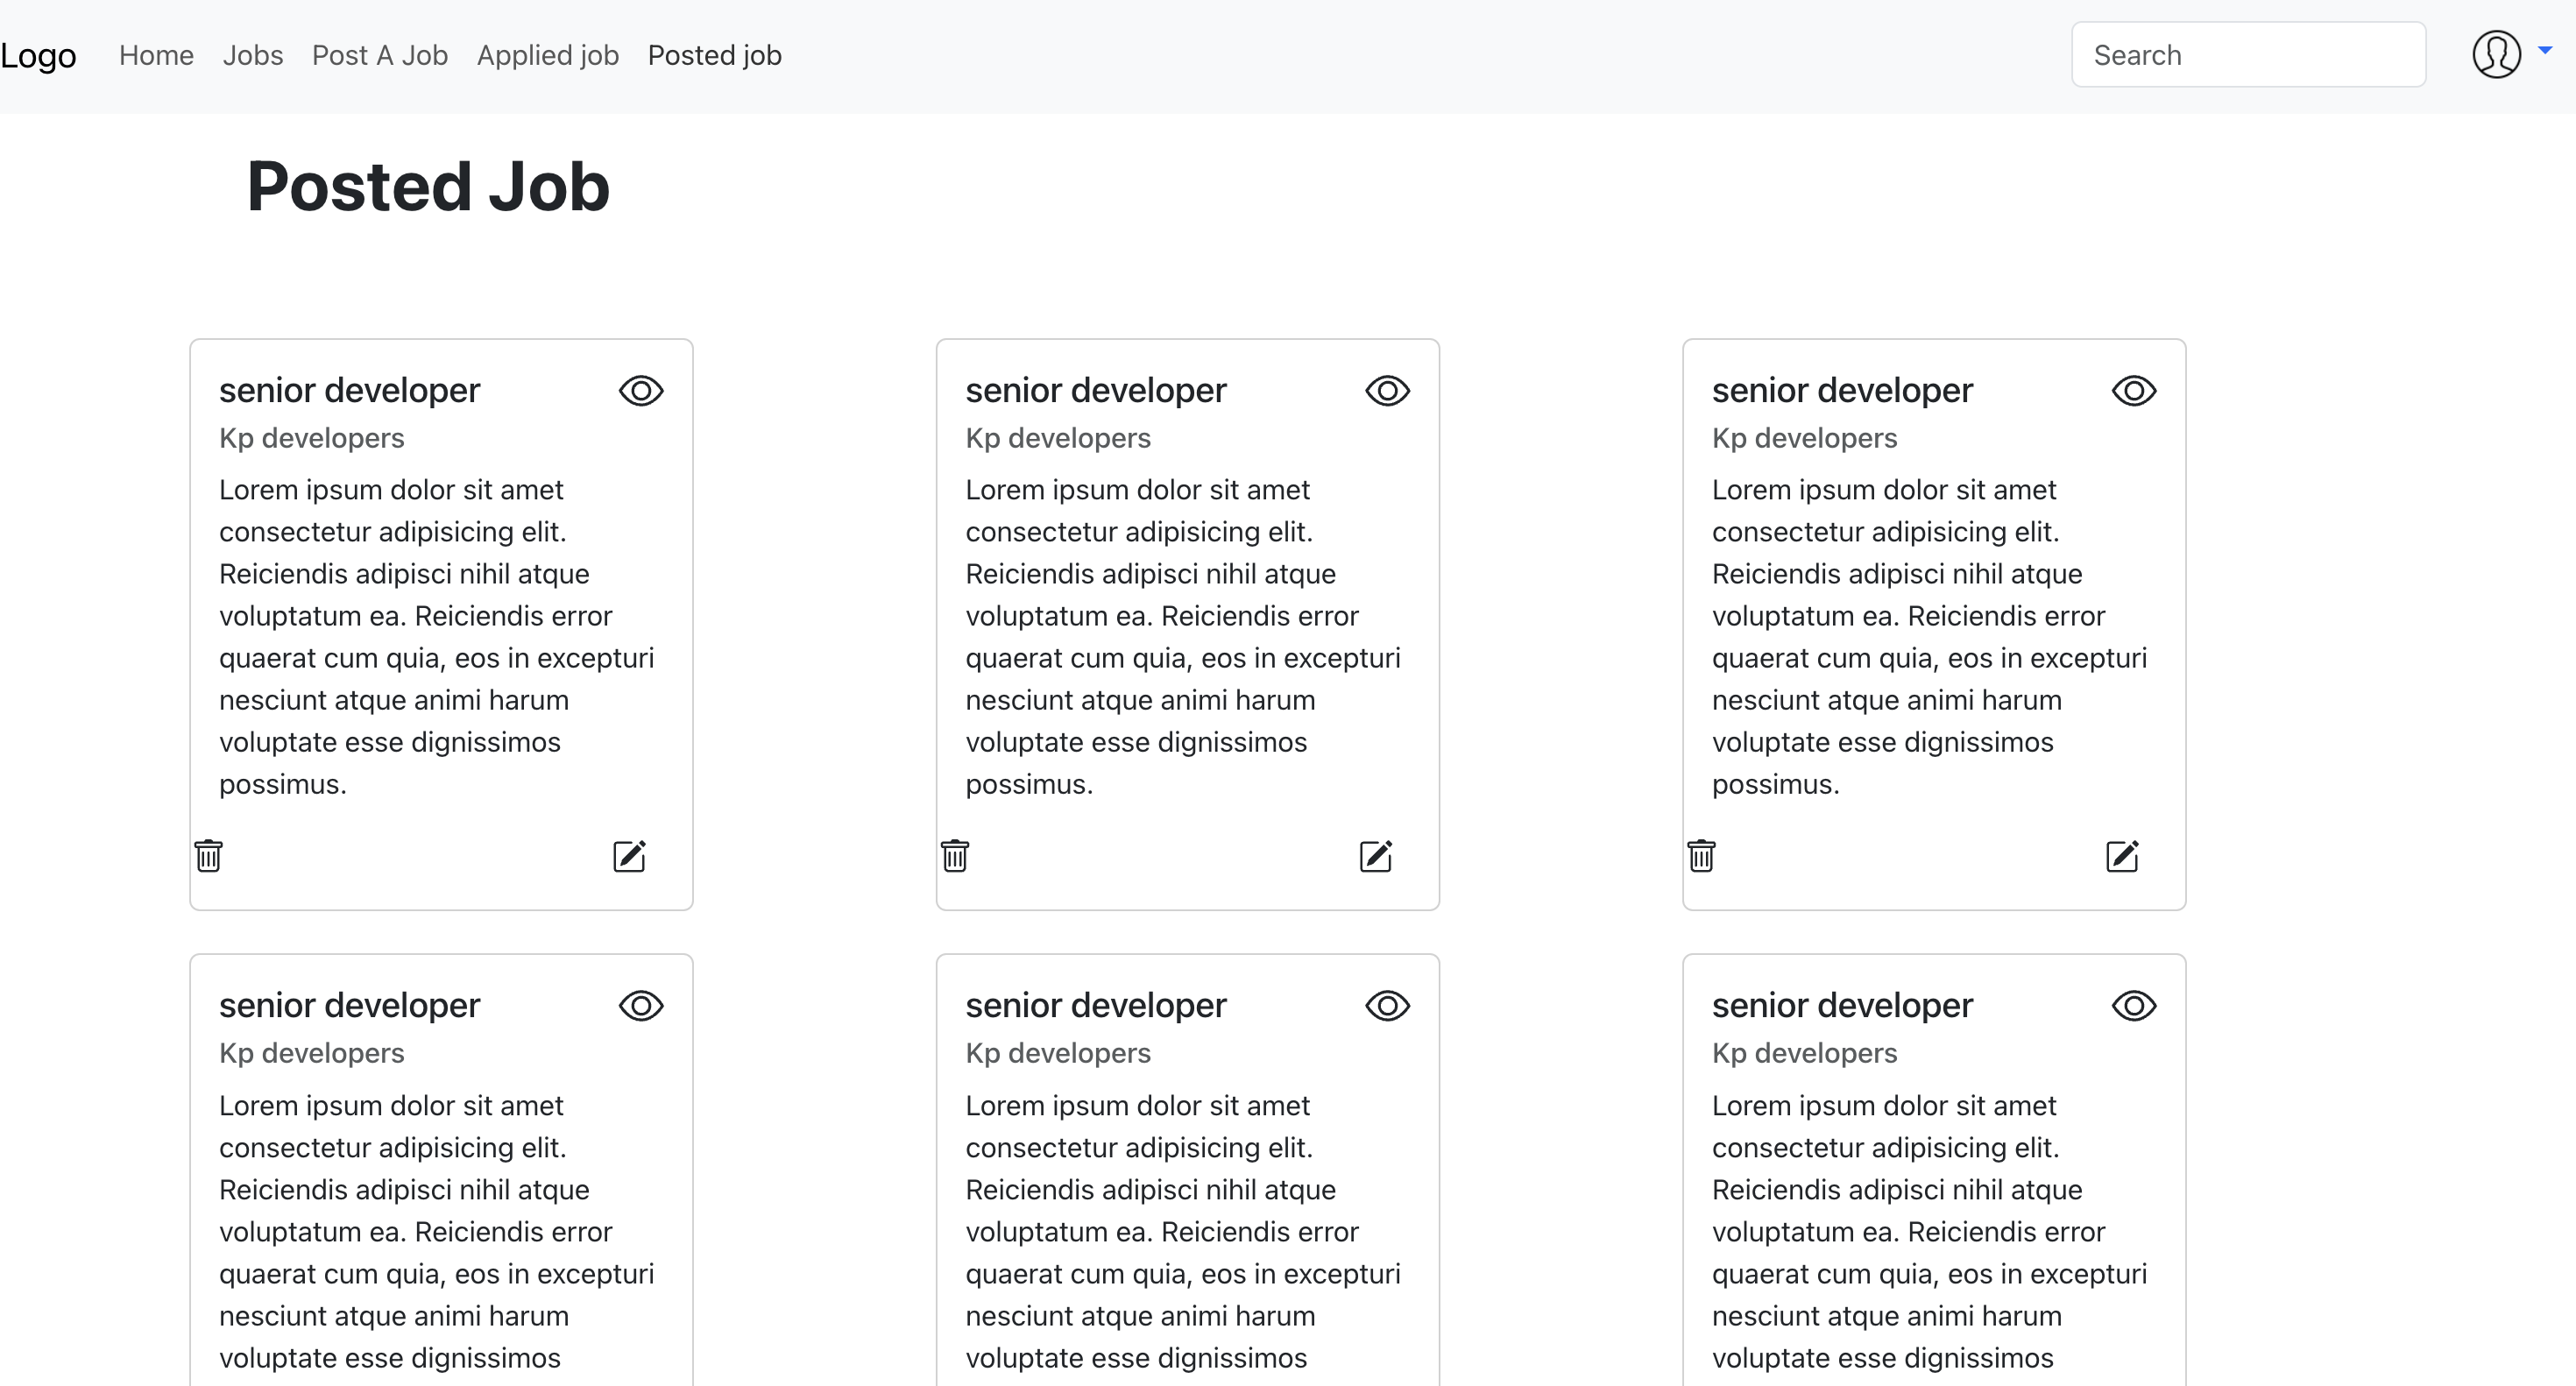 Logo Home Jobs Post A Job Applied job Posted job Search
Posted Job
senior developer
Kp developers
Lorem ipsum dolor sit amet
consectetur adipisicing elit.
Reiciendis adipisci nihil atque
voluptatum ea. Reiciendis error
quaerat cum quia, eos in excepturi
nesciunt atque animi harum
voluptate esse dignissimos
possimus.
senior developer
Kp developers
Lorem ipsum dolor sit amet
consectetur adipisicing elit.
Reiciendis adipisci nihil atque
voluptatum ea. Reiciendis error
quaerat cum quia, eos in excepturi
nesciunt atque animi harum
voluptate esse dignissimos
possimus.
senior developer
Kp developers
Lorem ipsum dolor sit amet
consectetur adipisicing elit.
Reiciendis adipisci nihil atque
voluptatum ea. Reiciendis error
quaerat cum quia, eos in excepturi
nesciunt atque animi harum
voluptate esse dignissimos
possimus.
senior developer
Kp developers
Lorem ipsum dolor sit amet
consectetur adipisicing elit.
Reiciendis adipisci nihil atque
voluptatum ea. Reiciendis error
quaerat cum quia, eos in excepturi
nesciunt atque animi harum
voluptate esse dignissimos
senior developer
Kp developers
Lorem ipsum dolor sit amet
consectetur adipisicing elit.
Reiciendis adipisci nihil atque
voluptatum ea. Reiciendis error
quaerat cum quia, eos in excepturi
nesciunt atque animi harum
voluptate esse dignissimos
senior developer
Kp developers
Lorem ipsum dolor sit amet
consectetur adipisicing elit.
Reiciendis adipisci nihil atque
voluptatum ea. Reiciendis error
quaerat cum quia, eos in excepturi
nesciunt atque animi harum
voluptate esse dignissimos